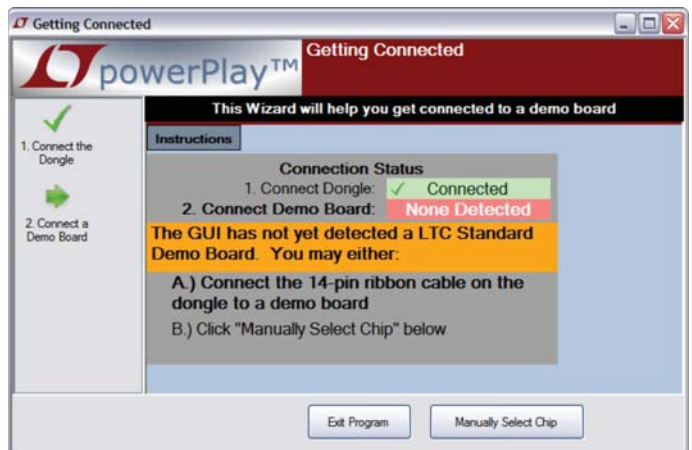 Getting Connected
powerPlay™
Getting Connected
This Wizard will help you get connected to a demo board
1. Connect the
Dongle
2. Connect a
Demo Board
Instructions
Connection Status
1. Connect Dongle: ✓ Connected
2. Connect Demo Board: None Detected
The GUI has not yet detected a LTC Standard
Demo Board. You may either:
A.) Connect the 14-pin ribbon cable on the
dongle to a demo board
B.) Click "Manually Select Chip" below
Exit Program
Manually Select Chip